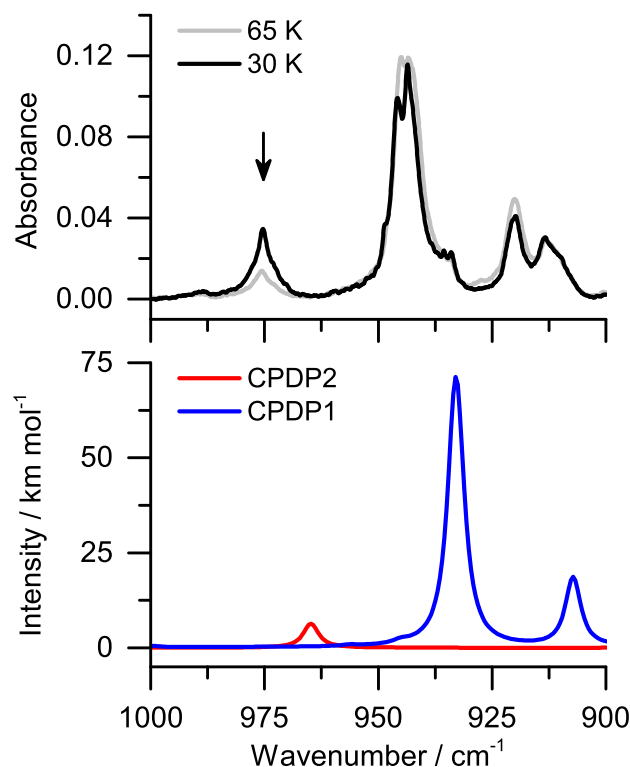 65 K
30 K
0.12
0.08
0.04
0.00
Absorbance
75
50
25
0
Intensity / km mol⁻¹
CPDP2
CPDP1
1000 975 950 925 900
Wavenumber / cm⁻¹